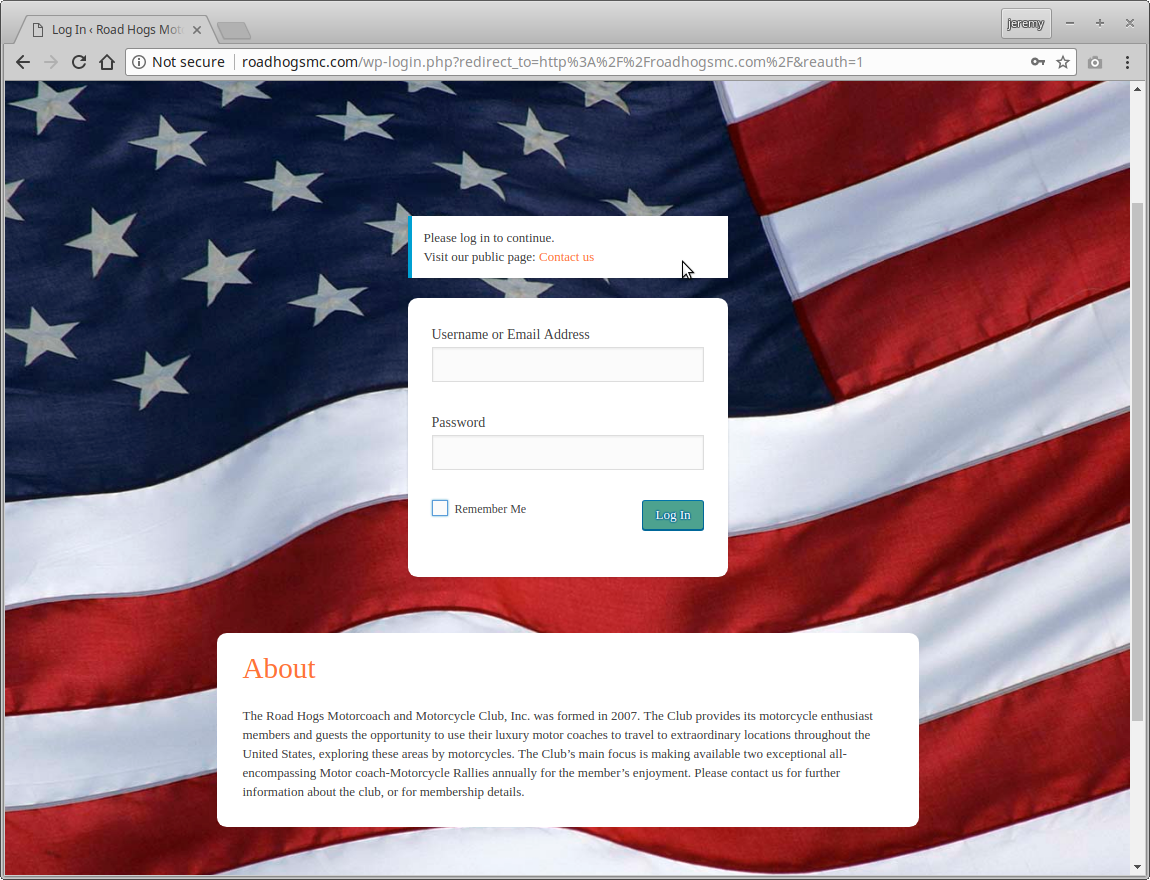 Log In ‹ Road Hogs Mot
jeremy
Not secure
roadhogsmc.com/wp-login.php?redirect_to=http%3A%2F%2Froadhogsmc.com%2F&reauth=1
Please log in to continue.
Visit our public page: Contact us
Username or Email Address
Password
Remember Me
Log In
About
The Road Hogs Motorcoach and Motorcycle Club, Inc. was formed in 2007. The Club provides its motorcycle enthusiast
members and guests the opportunity to use their luxury motor coaches to travel to extraordinary locations throughout the
United States, exploring these areas by motorcycles. The Club’s main focus is making available two exceptional all-
encompassing Motor coach-Motorcycle Rallies annually for the member’s enjoyment. Please contact us for further
information about the club, or for membership details.